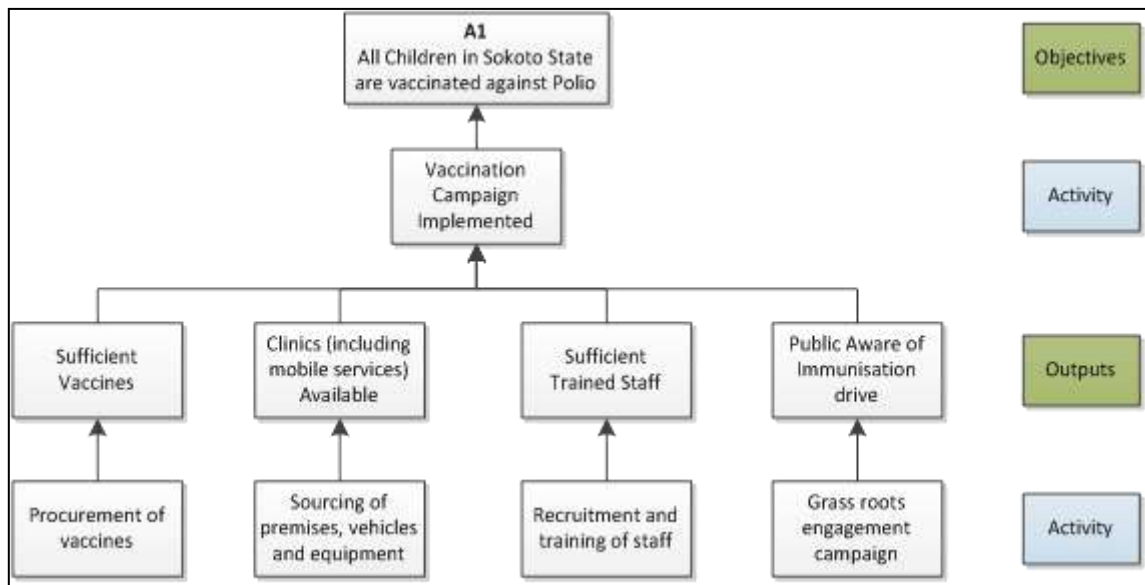 A1
All Children in Sokoto State
are vaccinated against Polio
Objectives
Vaccination
Campaign
Implemented
Activity
Sufficient
Vaccines
Clinics (including
mobile services)
Available
Sufficient
Trained Staff
Public Aware of
Immunisation
drive
Outputs
Procurement of
vaccines
Sourcing of
premises, vehicles
and equipment
Recruitment and
training of staff
Grass roots
engagement
campaign
Activity